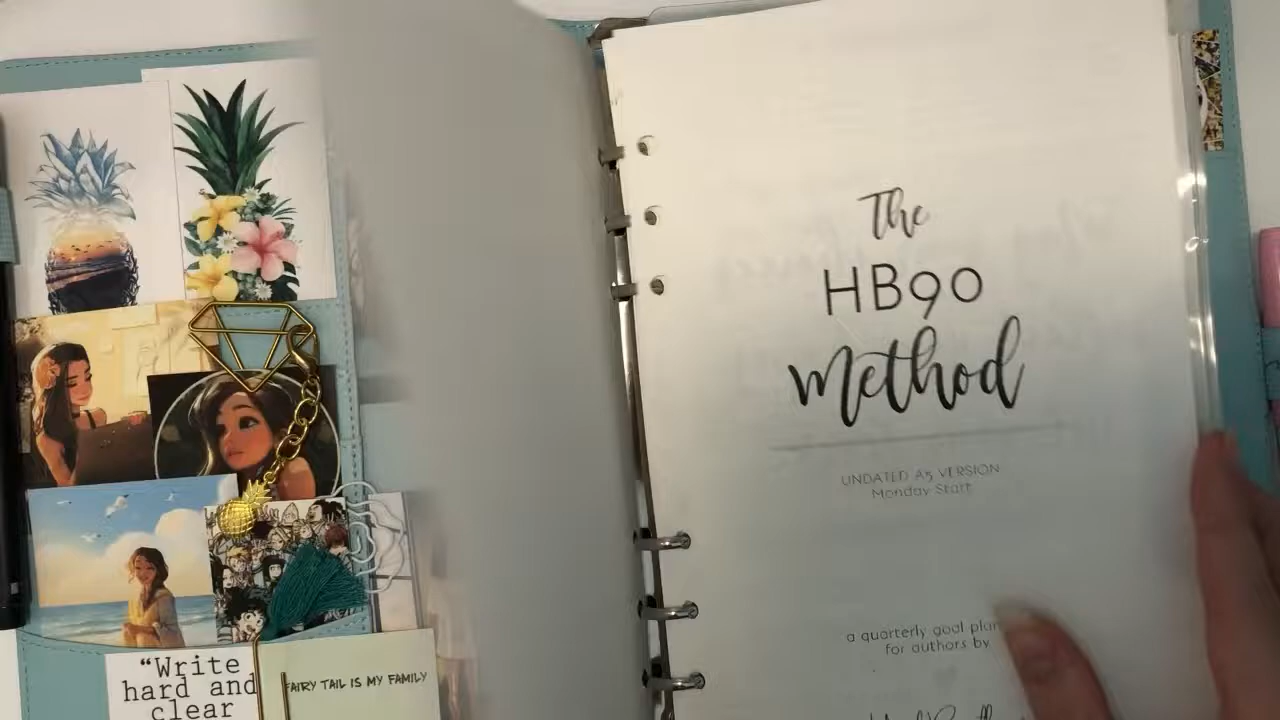 "Write
hard and
clear
FAIRY TAIL IS MY FAMILY
The
HB90
Method
UNDATED A5 VERSION
Monday Start
a quarterly goal
for authors by